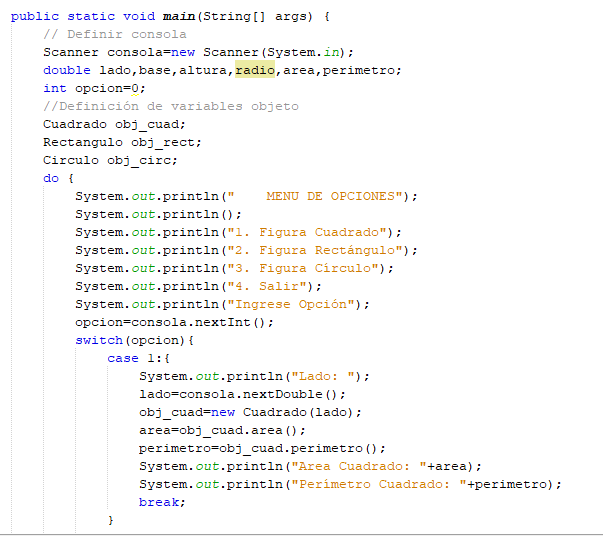 public static void main(String[] args) {
// Definir consola
Scanner consola=new Scanner(System.in);
double lado,base,altura,radio,area,perimetro;
int opcion=0;
//Definición de variables objeto
Cuadrado obj_cuad;
Rectangulo obj_rect;
Circulo obj_circ;
do {
System.out.println("    MENU DE OPCIONES");
System.out.println();
System.out.println("1. Figura Cuadrado");
System.out.println("2. Figura Rectángulo");
System.out.println("3. Figura Círculo");
System.out.println("4. Salir");
System.out.println("Ingrese Opción");
opcion=consola.nextInt();
switch(opcion){
case 1:{
System.out.println("Lado: ");
lado=consola.nextDouble();
obj_cuad=new Cuadrado(lado);
area=obj_cuad.area();
perimetro=obj_cuad.perimetro();
System.out.println("Area Cuadrado: "+area);
System.out.println("Perímetro Cuadrado: "+perimetro);
break;
}